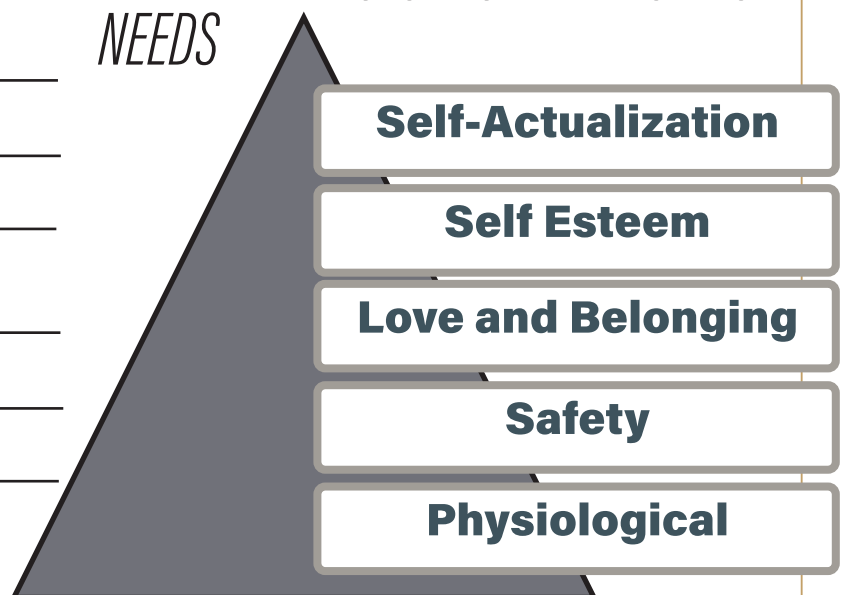 NEEDS
Self-Actualization
Self Esteem
Love and Belonging
Safety
Physiological